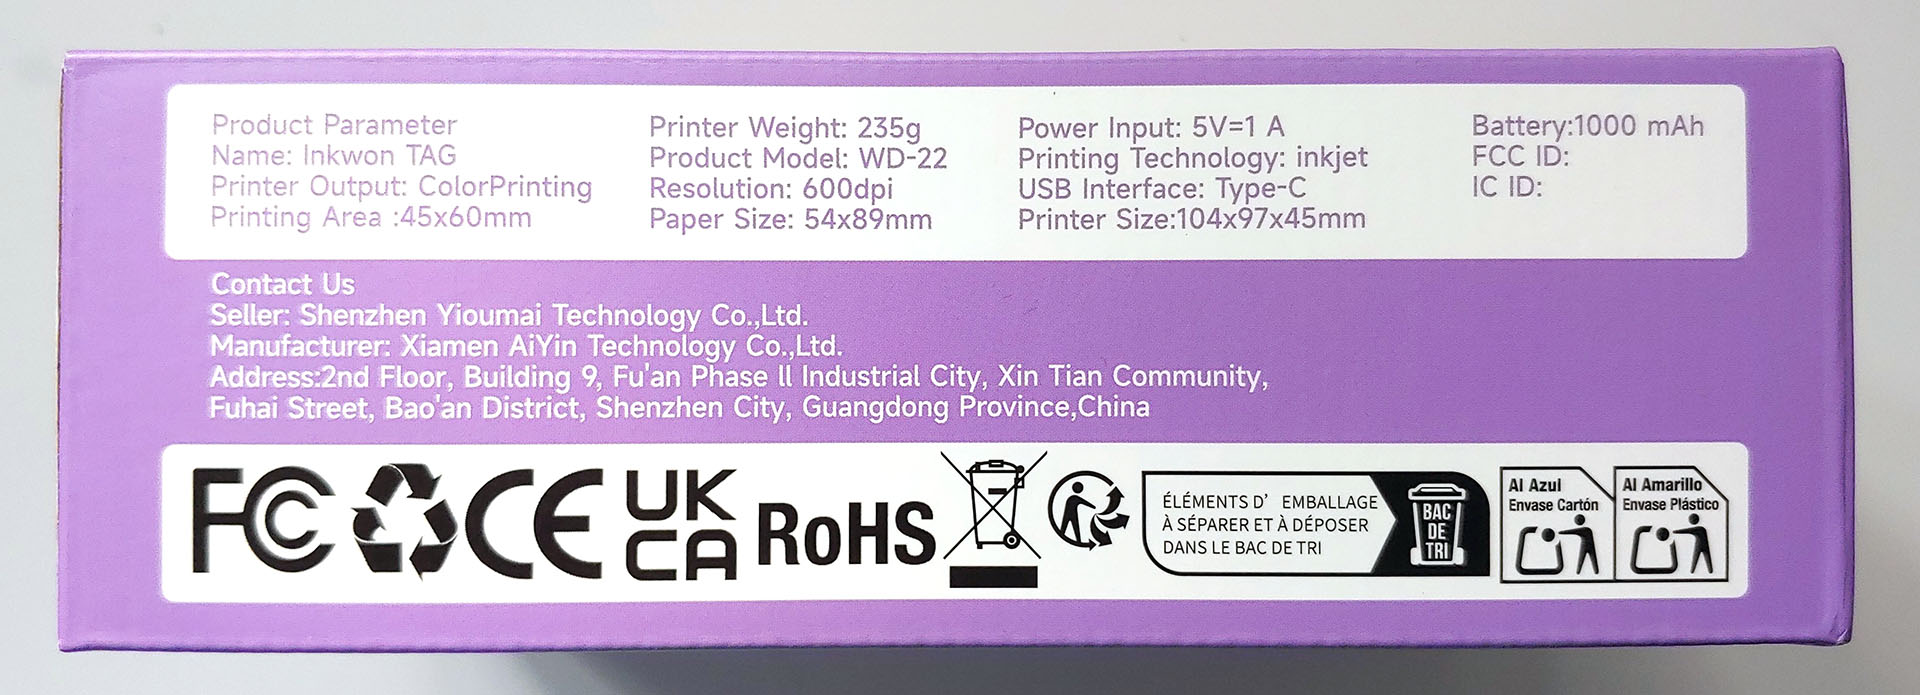 Product Parameter
Name: Inkwon TAG
Printer Output: ColorPrinting
Printing Area :45x60mm
Printer Weight: 235g
Product Model: WD-22
Resolution: 600dpi
Paper Size: 54x89mm
Power Input: 5V=1 A
Printing Technology: inkjet
USB Interface: Type-C
Printer Size:104x97x45mm
Battery:1000 mAh
FCC ID:
IC ID:
Contact Us
Seller: Shenzhen Yioumai Technology Co.,Ltd.
Manufacturer: Xiamen AiYin Technology Co.,Ltd.
Address:2nd Floor, Building 9, Fu'an Phase ll Industrial City, Xin Tian Community,
Fuhai Street, Bao'an District, Shenzhen City, Guangdong Province,China
FC
CE
UK
CA
RoHS
ÉLÉMENTS D' EMBALLAGE
À SÉPARER ET À DÉPOSER
DANS LE BAC DE TRI
BAC
DE
TRI
Al Azul
Envase Cartón
Al Amarillo
Envase Plástico